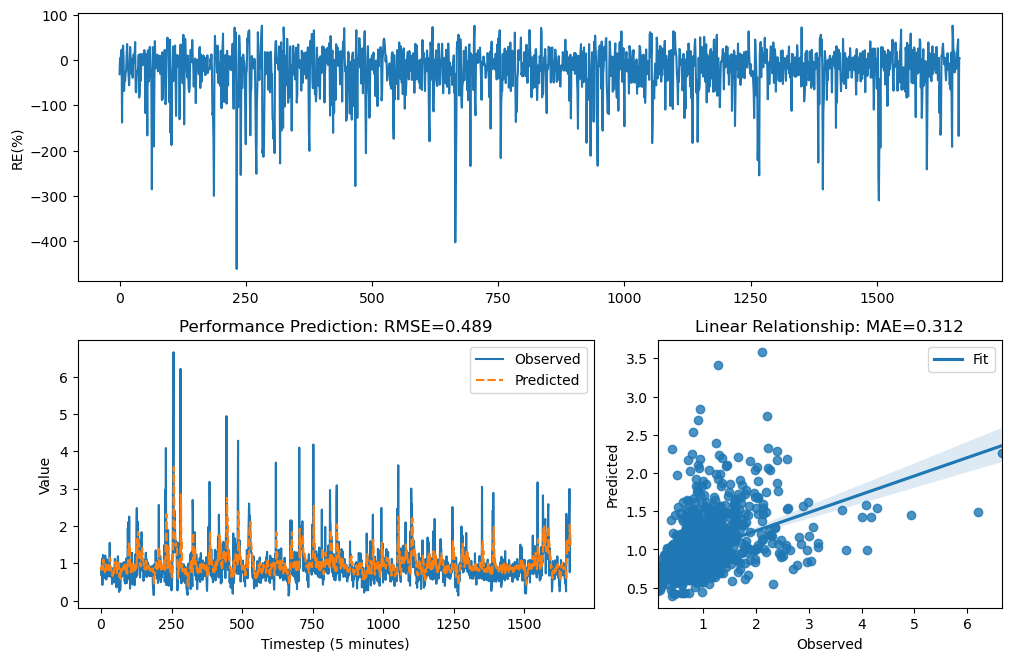 100
0
−100
−200
−300
−400
RE(%)
0 250 500 750 1000 1250 1500
Performance Prediction: RMSE=0.489
Observed
Predicted
6
5
4
3
2
1
0
Value
0 250 500 750 1000 1250 1500
Timestep (5 minutes)
Linear Relationship: MAE=0.312
Fit
3.5
3.0
2.5
2.0
1.5
1.0
0.5
Predicted
1 2 3 4 5 6
Observed